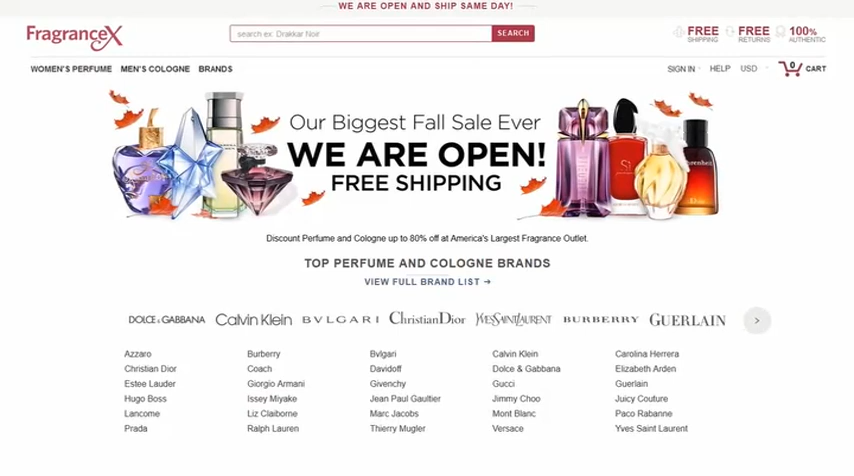 WE ARE OPEN AND SHIP SAME DAY!
FragranceX
search ex. Drakkar Noir
SEARCH
FREE SHIPPING
FREE RETURNS
100% AUTHENTIC
WOMEN'S PERFUME MEN'S COLOGNE BRANDS
SIGN IN HELP USD 0 CART
Our Biggest Fall Sale Ever
WE ARE OPEN!
FREE SHIPPING
Discount Perfume and Cologne up to 80% off at America's Largest Fragrance Outlet.
TOP PERFUME AND COLOGNE BRANDS
VIEW FULL BRAND LIST →
DOLCE & GABBANA Calvin Klein BVLGARI Christian Dior YVES SAINT LAURENT BURBERRY GUERLAIN >
Azzaro Burberry Bvlgari Calvin Klein Carolina Herrera
Christian Dior Coach Davidoff Dolce & Gabbana Elizabeth Arden
Estee Lauder Giorgio Armani Givenchy Gucci Guerlain
Hugo Boss Issey Miyake Jean Paul Gaultier Jimmy Choo Juicy Couture
Lancome Liz Claiborne Marc Jacobs Mont Blanc Paco Rabanne
Prada Ralph Lauren Thierry Mugler Versace Yves Saint Laurent